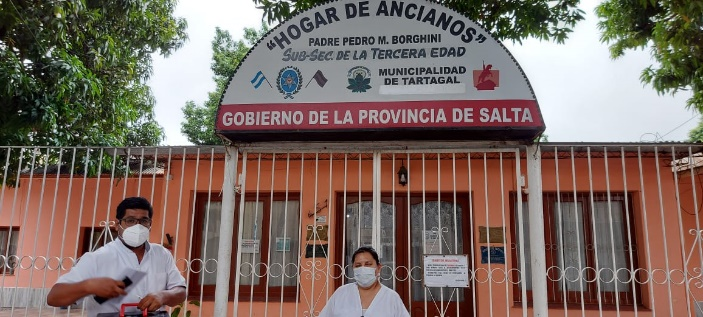 "HOGAR DE ANCIANOS"
PADRE PEDRO M. BORGHINI
SUB-SEC. DE LA TERCERA EDAD
MUNICIPALIDAD
DE TARTAGAL
GOBIERNO DE LA PROVINCIA DE SALTA